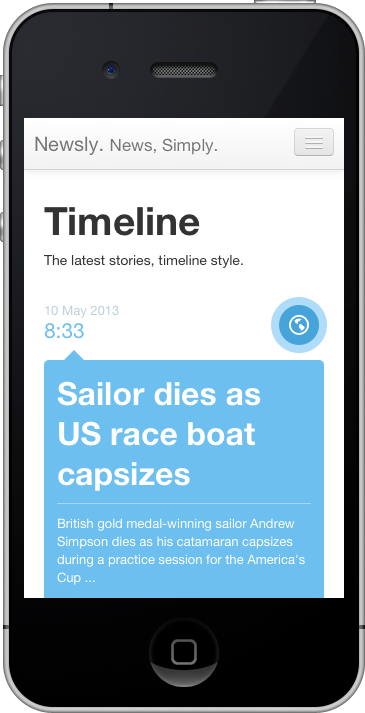 Newsly. News, Simply.
Timeline
The latest stories, timeline style.
10 May 2013
8:33
Sailor dies as
US race boat
capsizes
British gold medal-winning sailor Andrew
Simpson dies as his catamaran capsizes
during a practice session for the America's
Cup ...